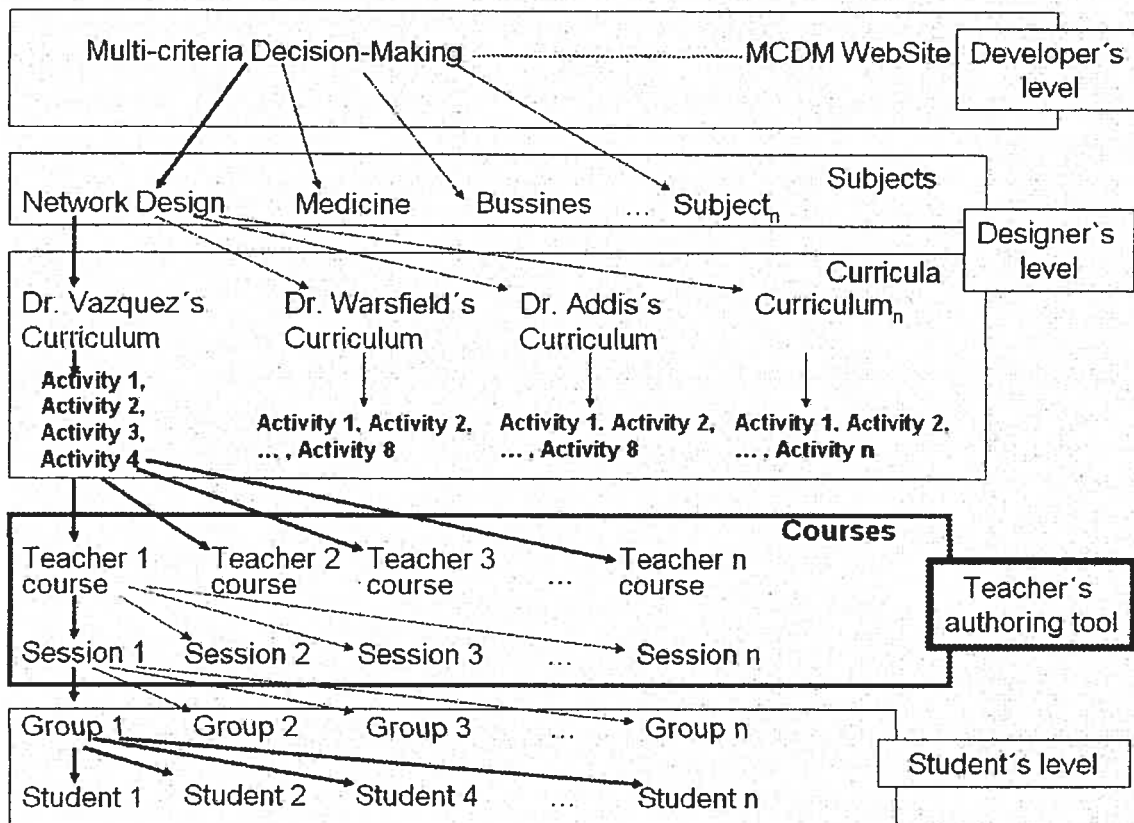 Multi-criteria Decision-Making
MCDM WebSite
Developer´s
level
Subjects
Network Design
Medicine
Bussines
...
Subjectn
Designer`s
level
Curricula
Dr. Vazquez´s
Curriculum
Dr. Warsfield´s
Curriculum
Dr. Addis´s
Curriculum
Curriculumn
Activity 1,
Activity 2,
Activity 3,
Activity 4
Activity 1, Activity 2,
... , Activity 8
Activity 1. Activity 2,
... , Activity 8
Activity 1. Activity 2.
... , Activity n
Courses
Teacher 1
course
Teacher 2
course
Teacher 3
course
...
Teacher n
course
Teacher´s
authoring tool
Session 1
Session 2
Session 3
...
Session n
Group 1
Group 2
Group 3
...
Group n
Student´s level
Student 1
Student 2
Student 4
...
Student n